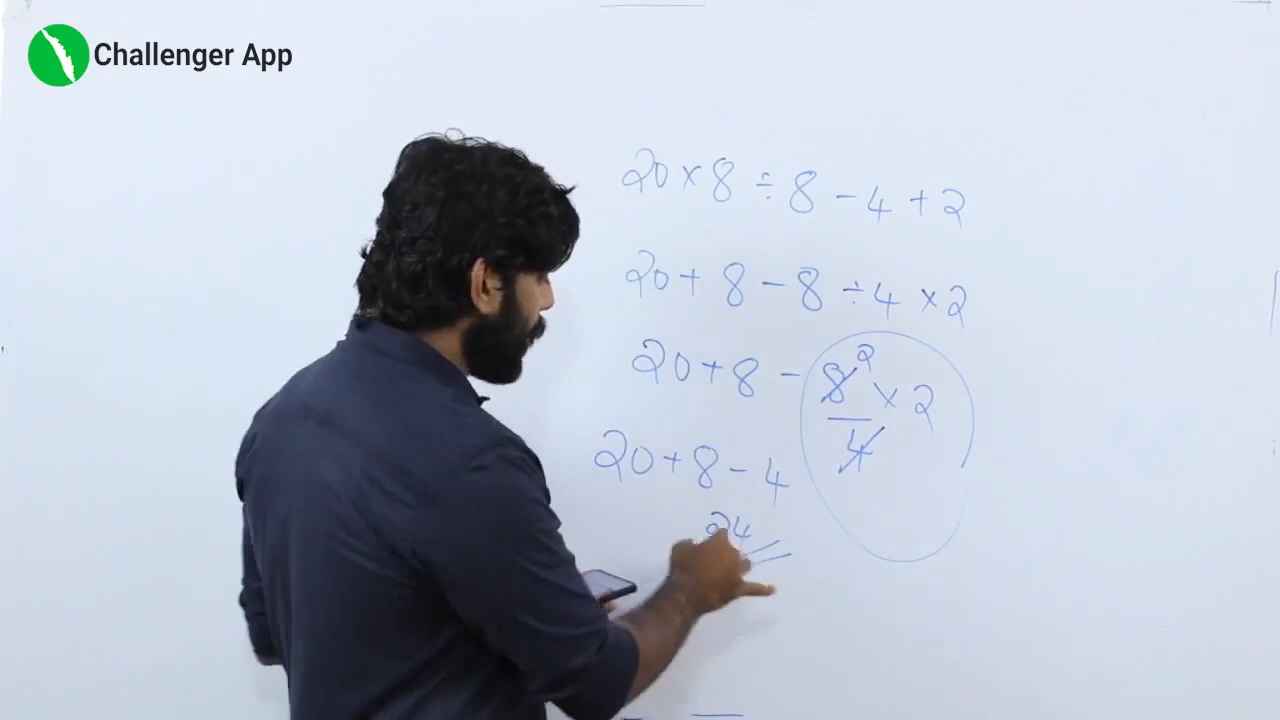 Challenger App
20 × 8 ÷ 8 - 4 + 2
20 + 8 - 8 ÷ 4 × 2
20 + 8 - 8/4 × 2
2
20 + 8 - 4
24